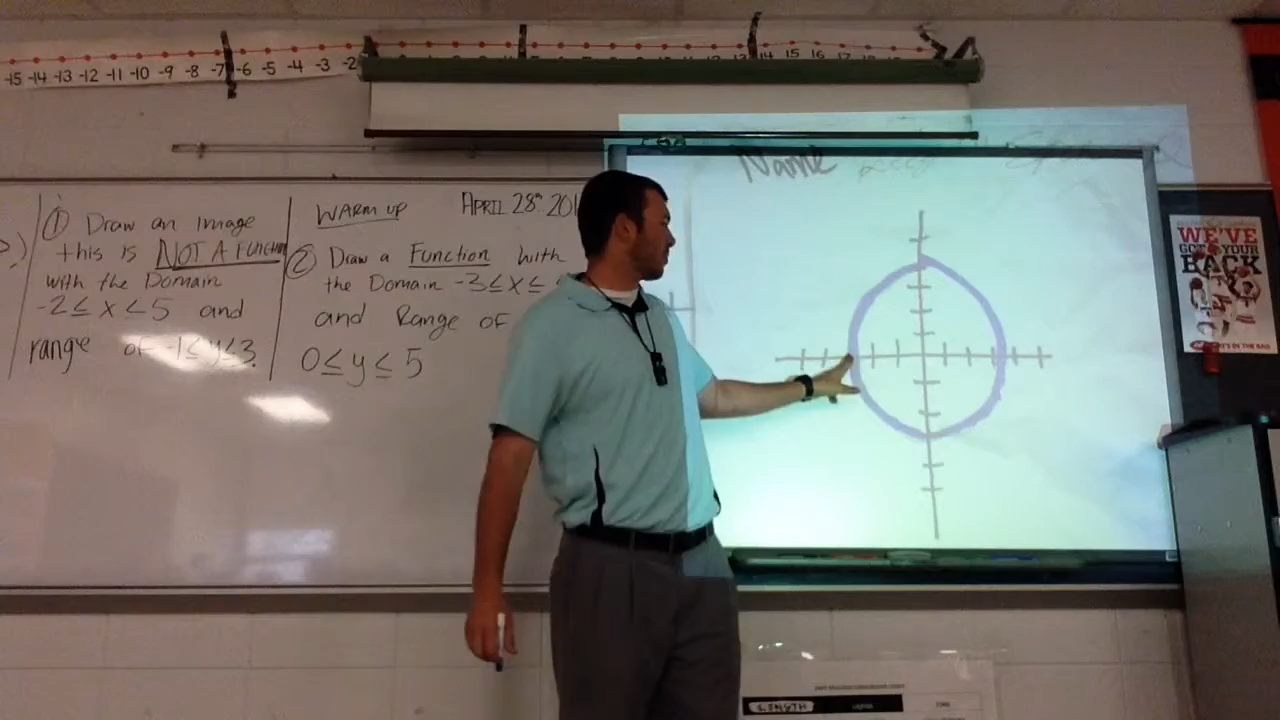 -15 -14 -13 -12 -11 -10 -9 -8 -7 -6 -5 -4 -3 -2
14 15 16 17 18
① Draw an image
this is NOT A FUNCTION
with the Domain
-2 ≤ x < 5 and
range of -1 ≤ y ≤ 3.
WARM UP APRIL 28th 201
② Draw a Function with
the Domain -3 ≤ x ≤
and Range of
0 ≤ y ≤ 5
Name
WE'VE
GOT YOUR
BACK
LENGTH